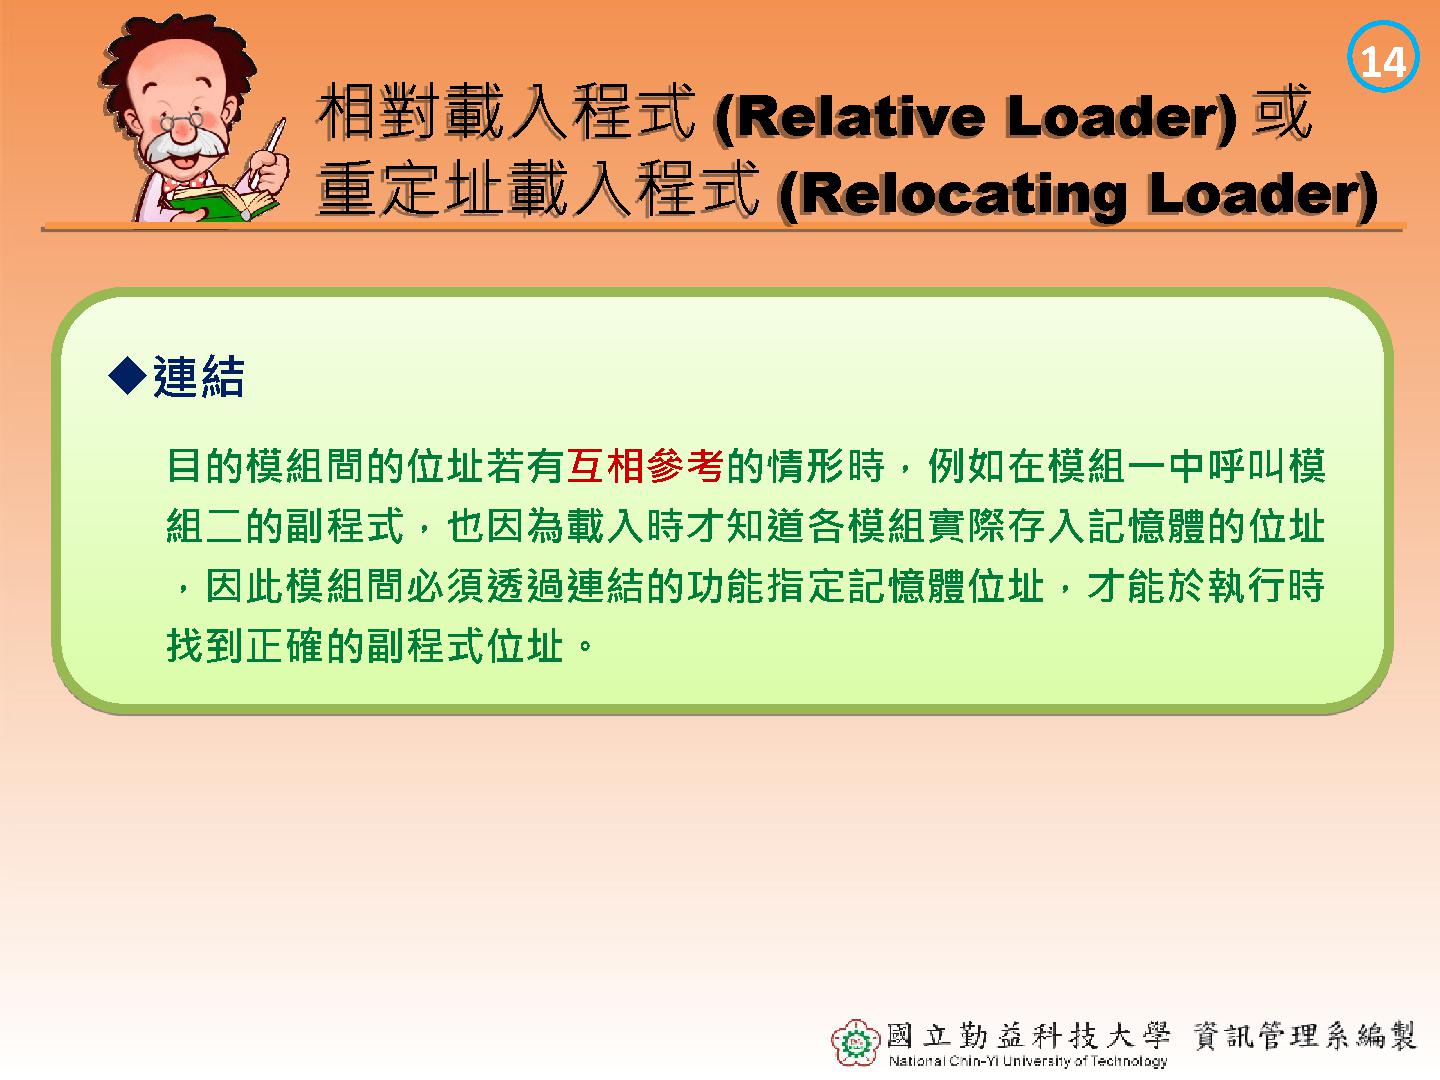 14
相對載入程式 (Relative Loader) 或
重定址載入程式 (Relocating Loader)
◆連結
目的模組間的位址若有互相參考的情形時，例如在模組一中呼叫模
組二的副程式，也因為載入時才知道各模組實際存入記憶體的位址
，因此模組間必須透過連結的功能指定記憶體位址，才能於執行時
找到正確的副程式位址。
國立勤益科技大學 資訊管理系編製
National Chin-Yi University of Technology